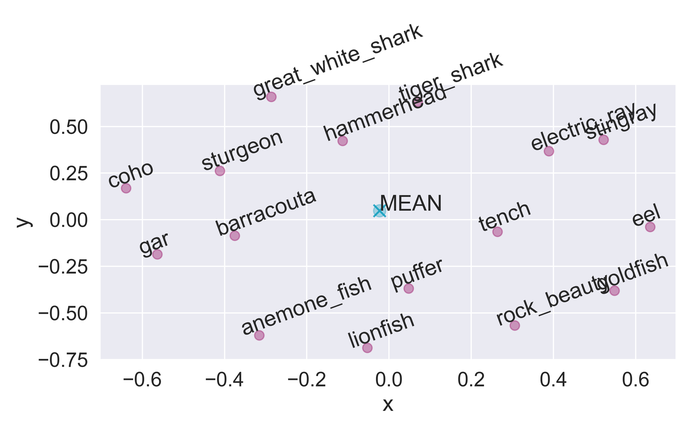 great_white_shark
tiger_shark
hammerhead
electric_ray
stingray
sturgeon
coho
barracouta
MEAN
tench
eel
gar
puffer
goldfish
rock_beauty
anemone_fish
lionfish
0.50
0.25
0.00
−0.25
−0.50
−0.75
y
−0.6
−0.4
−0.2
0.0
0.2
0.4
0.6
x